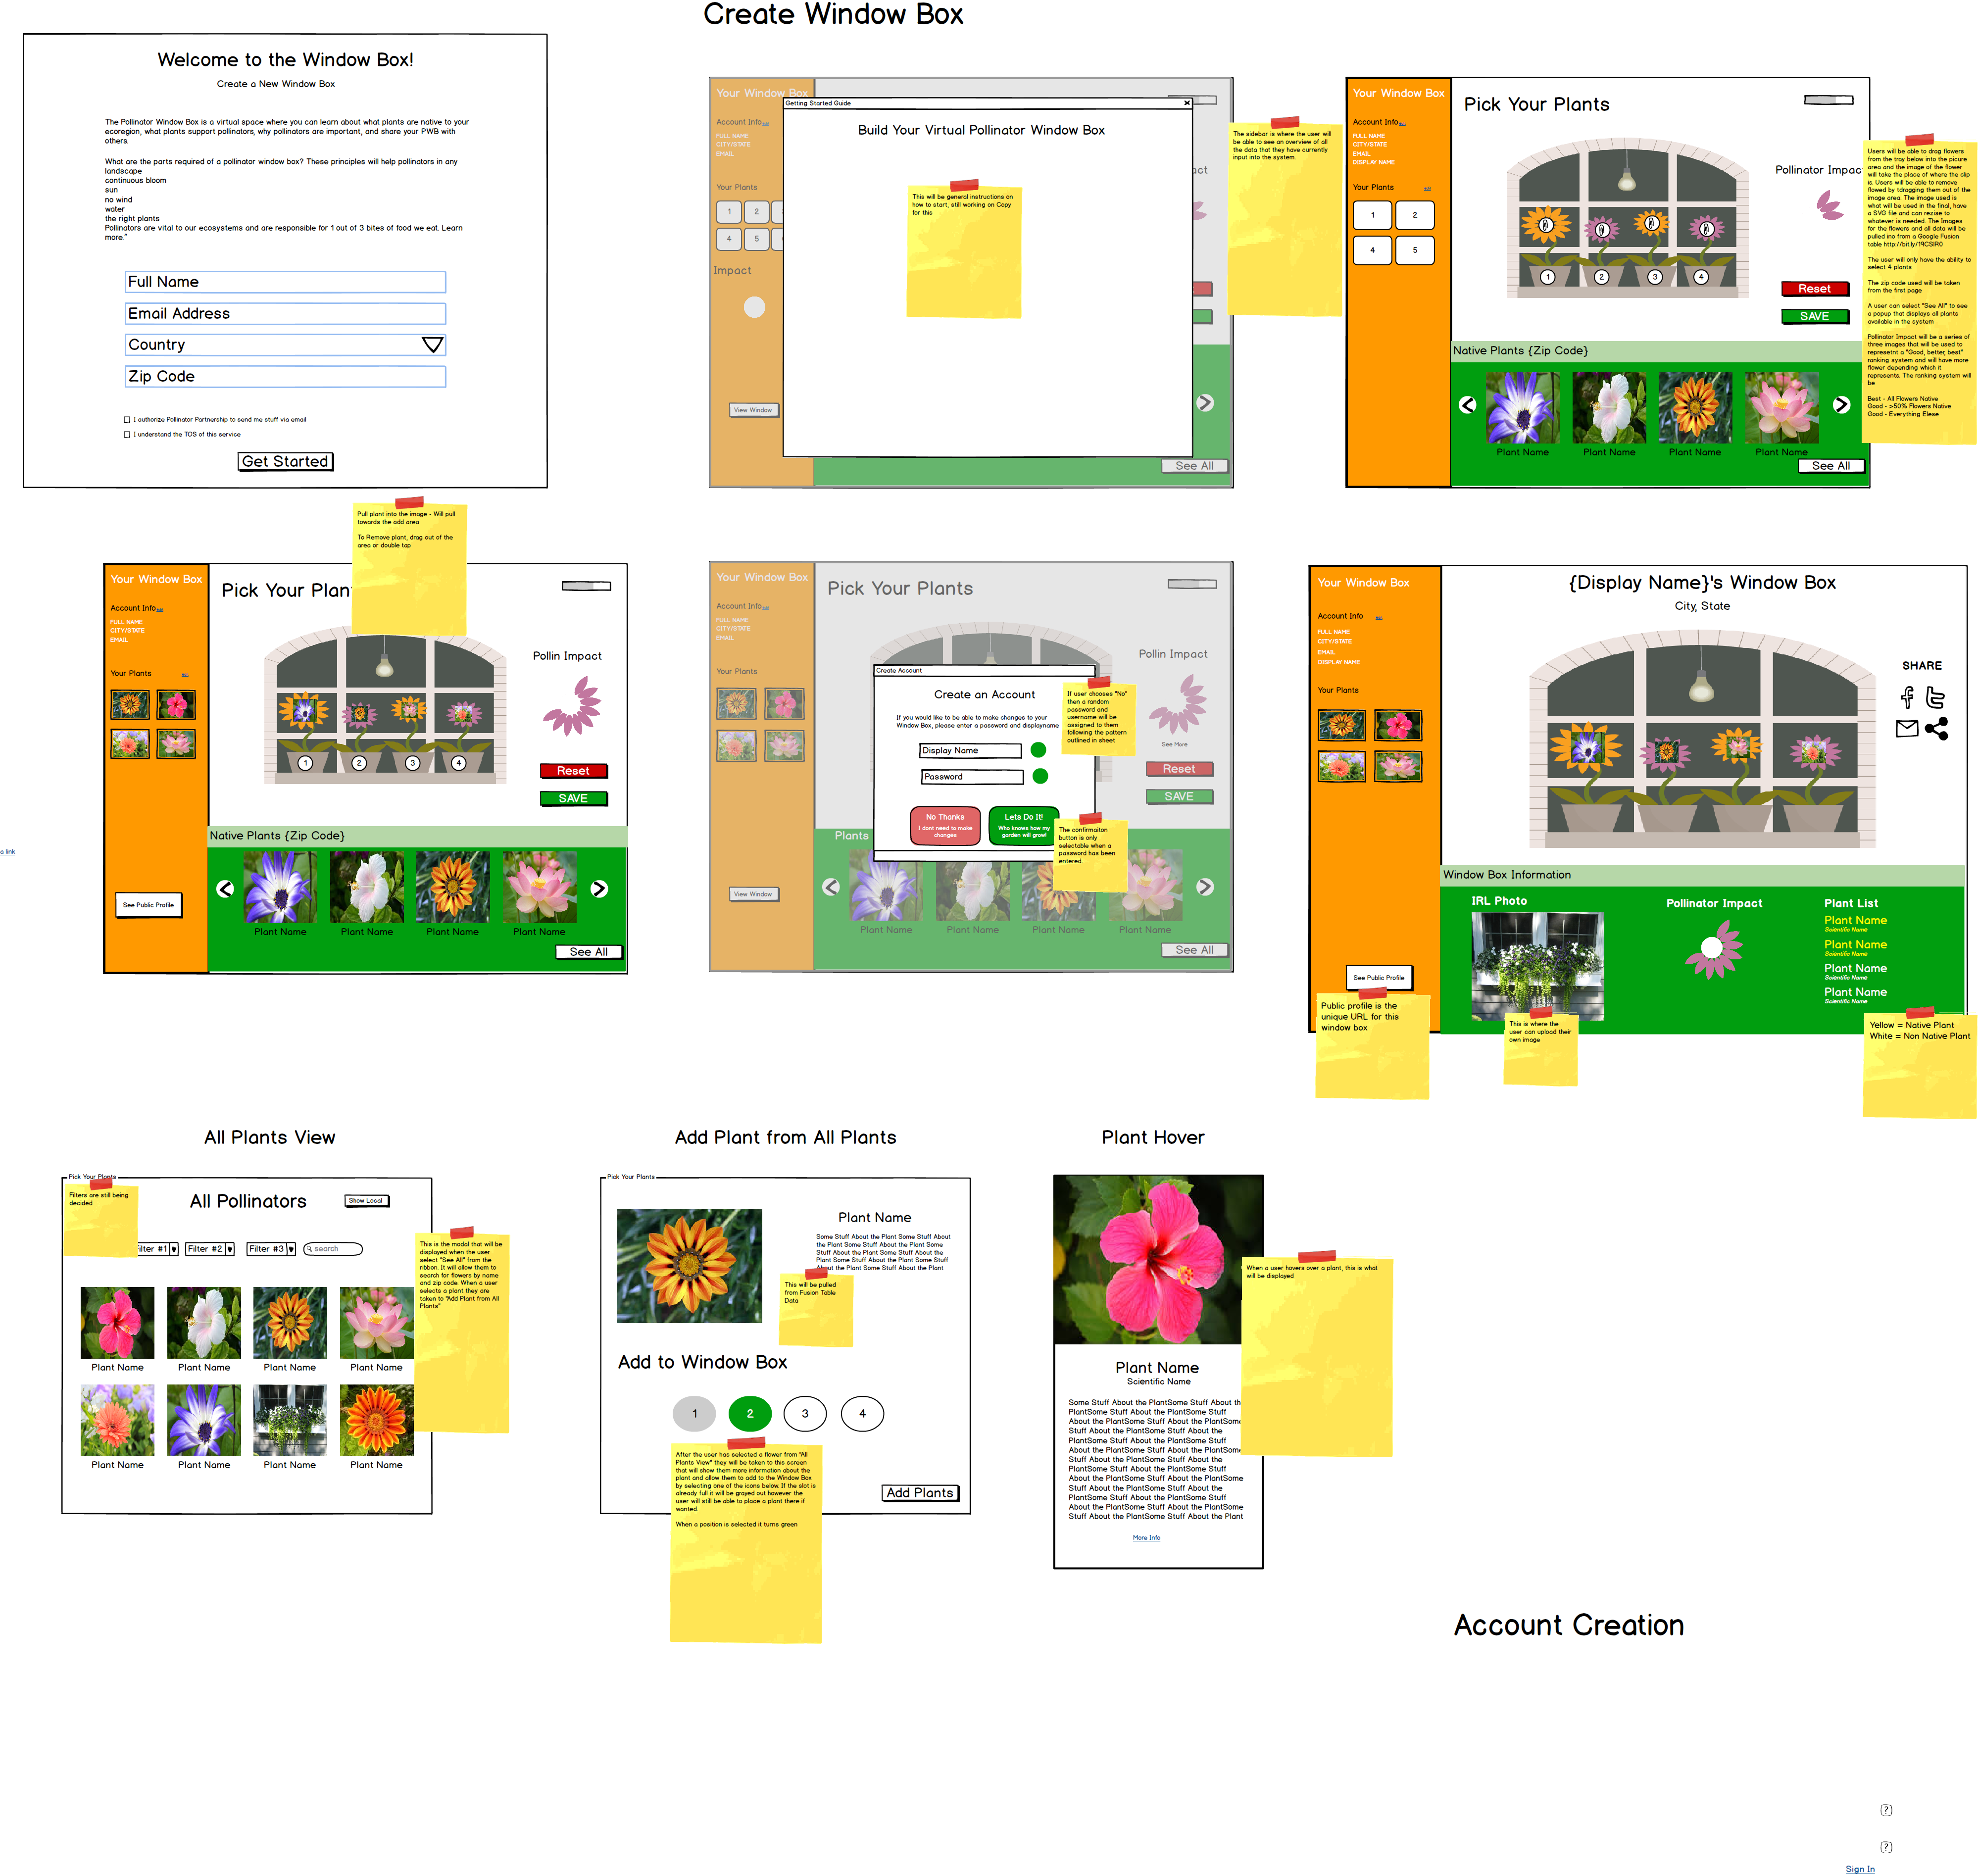 Create Window Box
Welcome to the Window Box!
Create a New Window Box
The Pollinator Window Box is a virtual space where you can learn about what plants are native to your
ecoregion, what plants support pollinators, why pollinators are important, and share your PWB with
others.
What are the parts required of a pollinator window box? These principles will help pollinators in any
landscape
continuous bloom
sun
no wind
water
the right plants
Pollinators are vital to our ecosystems and are responsible for 1 out of 3 bites of food we eat. Learn
more."
Full Name
Email Address
Country
Zip Code
I authorize Pollinator Partnership to send me stuff via email
I understand the TOS of this service
Get Started
Your Window Box
Account Info
FULL NAME
CITY/STATE
EMAIL
Your Plants
1
2
4
5
Impact
View Window
Getting Started Guide
Build Your Virtual Pollinator Window Box
This will be general instructions on
how to start, still working on Copy
for this
act
See All
The sidebar is where the user will
be able to see an overview of all
the data that they have currently
input into the system.
Your Window Box
Account Info
FULL NAME
CITY/STATE
EMAIL
DISPLAY NAME
Your Plants
1
2
4
5
Pick Your Plants
1
2
3
4
Pollinator Impac
Reset
SAVE
Native Plants {Zip Code}
Plant Name
Plant Name
Plant Name
Plant Name
See All
Users will be able to drag flowers
from the tray below into the picure
area and the image of the flower
will take the place of where the clip
is. Users will be able to remove
flowed by tdragging them out of the
image area. The image used is
what will be used in the final, have
a SVG file and can rezise to
whatever is needed. The Images
for the flowers and all data will be
pulled ino from a Google Fusion
table http://bit.ly/19CSIR0
The user will only have the ability to
select 4 plants
The zip code used will be taken
from the first page
A user can select "See All" to see
a popup that displays all plants
available in the system
Pollinator Impact will be a series of
three images that will be used to
represetnt a "Good, better, best"
ranking system and will have more
flower depending which it
represents. The ranking system will
be
Best - All Flowers Native
Good - >50% Flowers Native
Good - Everything Elese
Pull plant into the image - Will pull
towards the add area
To Remove plant, drag out of the
area or double tap
Your Window Box
Account Info
FULL NAME
CITY/STATE
EMAIL
Your Plants
See Public Profile
Pick Your Plan
1
2
3
4
Pollin Impact
Reset
SAVE
Native Plants {Zip Code}
Plant Name
Plant Name
Plant Name
Plant Name
See All
a link
Your Window Box
Account Info
FULL NAME
CITY/STATE
EMAIL
Your Plants
View Window
Pick Your Plants
Pollin Impact
See More
Reset
SAVE
Create Account
Create an Account
If you would like to be able to make changes to your
Window Box, please enter a password and displayname
Display Name
Password
No Thanks
I dont need to make
changes
Lets Do It!
Who knows how my
garden will grow!
If user chooses "No"
then a random
password and
username will be
assigned to them
following the pattern
outlined in sheet
The confirmaiton
button is only
selectable when a
password has been
entered.
Plants
Plant Name
Plant Name
Plant Name
Plant Name
See All
Your Window Box
Account Info
FULL NAME
CITY/STATE
EMAIL
DISPLAY NAME
Your Plants
See Public Profile
Public profile is the
unique URL for this
window box
{Display Name}'s Window Box
City, State
SHARE
Window Box Information
IRL Photo
This is where the
user can upload their
own image
Pollinator Impact
Plant List
Plant Name
Scientific Name
Plant Name
Scientific Name
Plant Name
Scientific Name
Plant Name
Scientific Name
Yellow = Native Plant
White = Non Native Plant
All Plants View
Pick Your Plants
Filters are still being
decided
All Pollinators
Show Local
ilter #1
Filter #2
Filter #3
search
Plant Name
Plant Name
Plant Name
Plant Name
Plant Name
Plant Name
Plant Name
Plant Name
This is the modal that will be
displayed when the user
select "See All" from the
ribbon. It will allow them to
search for flowers by name
and zip code. When a user
selects a plant they are
taken to "Add Plant from All
Plants"
Add Plant from All Plants
Pick Your Plants
Plant Name
Some Stuff About the Plant Some Stuff About
the Plant Some Stuff About the Plant Some
Stuff About the Plant Some Stuff About the
Plant Some Stuff About the Plant Some Stuff
About the Plant Some Stuff About the Plant
This will be pulled
from Fusion Table
Data
Add to Window Box
1
2
3
4
Add Plants
After the user has selected a flower from "All
Plants View" they will be taken to this screen
that will show them more information about the
plant and allow them to add to the Window Box
by selecting one of the icons below. If the slot is
already full it will be grayed out however the
user will still be able to place a plant there if
wanted.
When a position is selected it turns green
Plant Hover
Plant Name
Scientific Name
Some Stuff About the PlantSome Stuff About th
PlantSome Stuff About the PlantSome Stuff
About the PlantSome Stuff About the PlantSome
Stuff About the PlantSome Stuff About the
PlantSome Stuff About the PlantSome Stuff
About the PlantSome Stuff About the PlantSome
Stuff About the PlantSome Stuff About the
PlantSome Stuff About the PlantSome Stuff
About the PlantSome Stuff About the PlantSome
Stuff About the PlantSome Stuff About the
PlantSome Stuff About the PlantSome Stuff
About the PlantSome Stuff About the PlantSome
Stuff About the PlantSome Stuff About the Plant
More Info
When a user hovers over a plant, this is what
will be displayed
Account Creation
?
?
Sign In